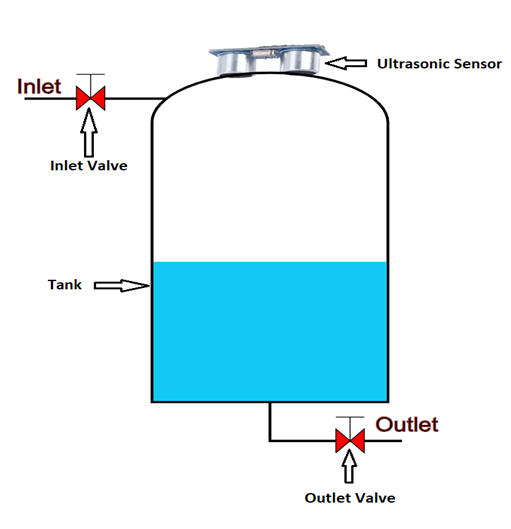 Ultrasonic Sensor
Inlet
Inlet Valve
Tank
Outlet
Outlet Valve